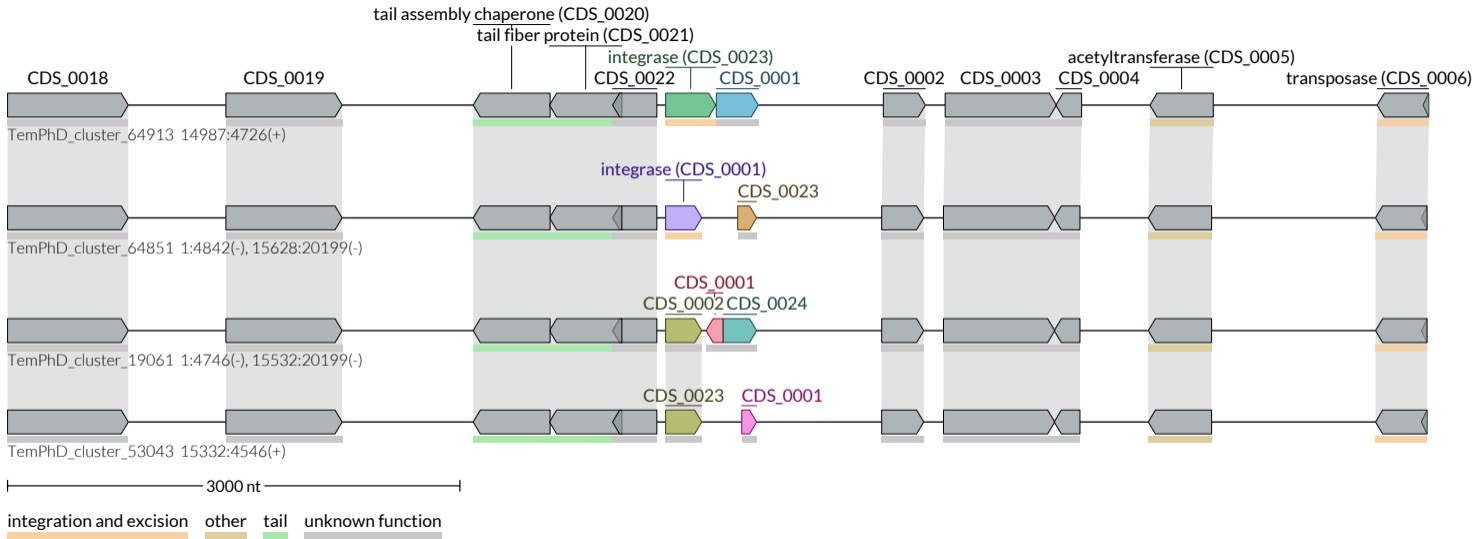 tail assembly chaperone (CDS_0020)
tail fiber protein (CDS_0021)
integrase (CDS_0023)
acetyltransferase (CDS_0005)
CDS_0018
CDS_0019
CDS_0022
CDS_0001
CDS_0002
CDS_0003
CDS_0004
transposase (CDS_0006)
TemPhD_cluster_64913 14987:4726(+)
integrase (CDS_0001)
CDS_0023
TemPhD_cluster_64851 1:4842(-), 15628:20199(-)
CDS_0001
CDS_0002
CDS_0024
TemPhD_cluster_19061 1:4746(-), 15532:20199(-)
CDS_0023
CDS_0001
TemPhD_cluster_53043 15332:4546(+)
3000 nt
integration and excision
other
tail
unknown function